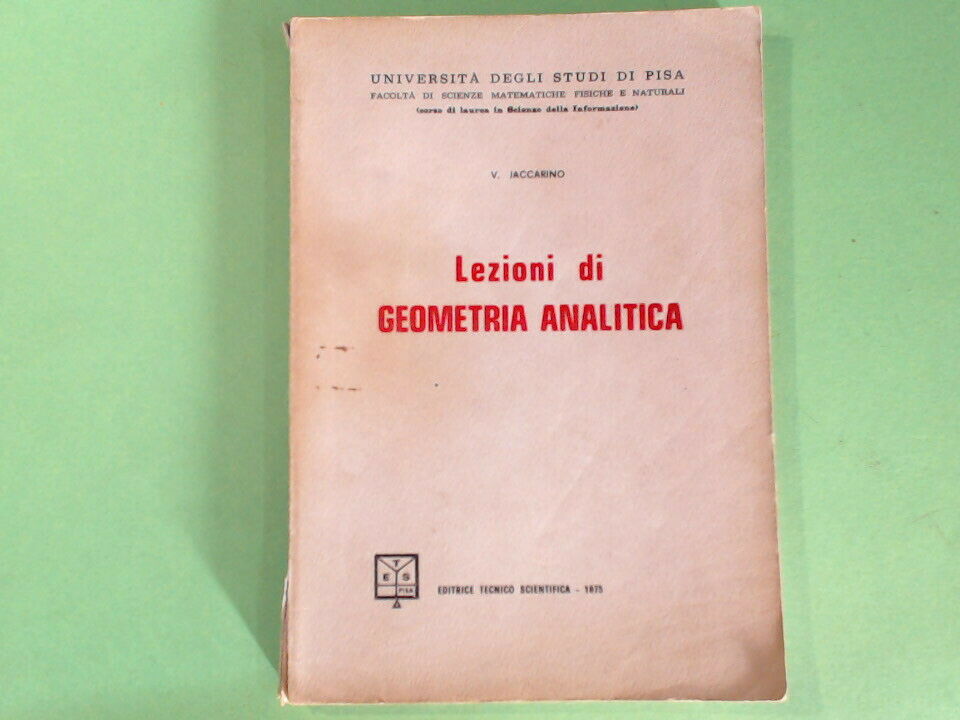 UNIVERSITÀ DEGLI STUDI DI PISA
FACOLTÀ DI SCIENZE MATEMATICHE FISICHE E NATURALI
(corso di laurea in Scienze della Informazione)
V. JACCARINO
Lezioni di
GEOMETRIA ANALITICA
T
E S
PISA
EDITRICE TECNICO SCIENTIFICA - 1975